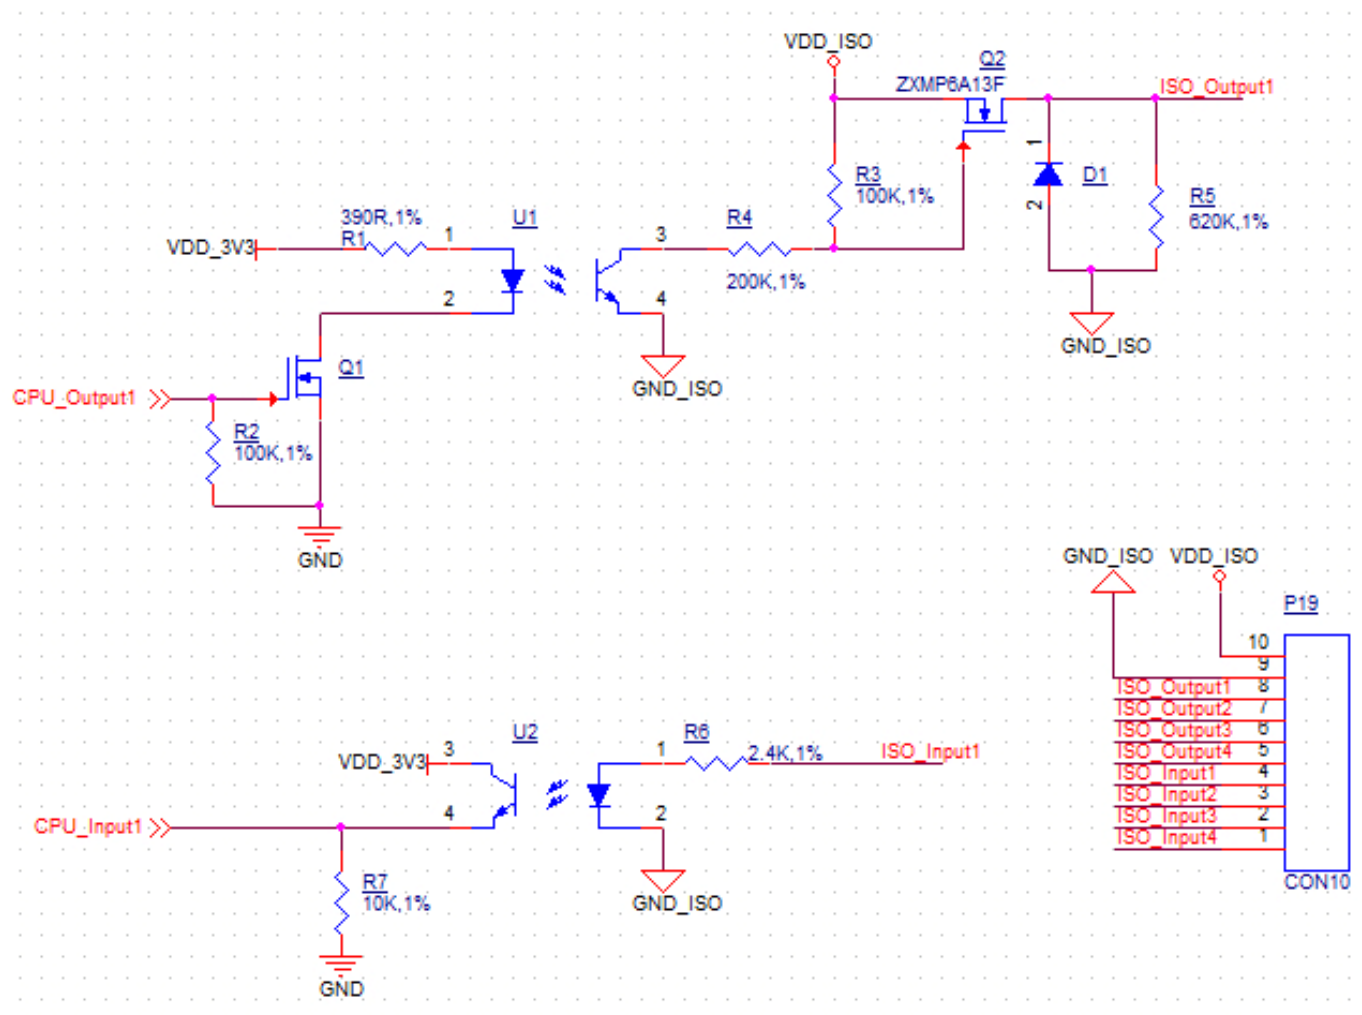 VDD_ISO
Q2
ZXMP6A13F
ISO_Output1
1
D1
2
R3
100K,1%
R5
620K,1%
390R,1%
R1
VDD_3V3
1
U1
3
R4
200K,1%
2
4
GND_ISO
GND_ISO
Q1
CPU_Output1
R2
100K,1%
GND
GND_ISO
VDD_ISO
P19
10
9
ISO_Output1 8
ISO_Output2 7
ISO_Output3 6
ISO_Output4 5
ISO_Input1 4
ISO_Input2 3
ISO_Input3 2
ISO_Input4 1
CON10
VDD_3V3
3
U2
1
R6
2.4K,1%
ISO_Input1
CPU_Input1
4
2
R7
10K,1%
GND_ISO
GND